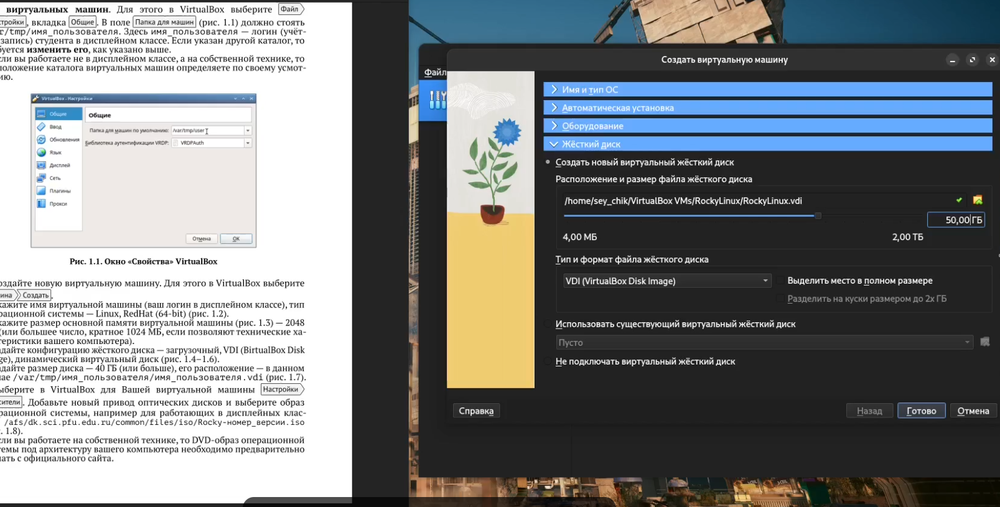 виртуальных машин. Для этого в VirtualBox выберите Файл
тройки, вкладка Общие. В поле Папка для машин (рис. 1.1) должно стоять
r/tmp/имя_пользователя. Здесь имя_пользователя — логин (учёт-
запись) студента в дисплейном классе. Если указан другой каталог, то
буется изменить его, как указано выше.
сли вы работаете не в дисплейном классе, а на собственной технике, то
положение каталога виртуальных машин определяете по своему усмот-
ию.
VirtualBox - Настройки
Общие
Ввод
Обновления
Язык
Дисплей
Сеть
Плагины
Прокси
Общие
Папка для машин по умолчанию: /var/tmp/user
Библиотека аутентификации VRDP: VRDPAuth
Отмена
OK
Рис. 1.1. Окно «Свойства» VirtualBox
оздайте новую виртуальную машину. Для этого в VirtualBox выберите
ина Создать.
кажите имя виртуальной машины (ваш логин в дисплейном классе), тип
рационной системы — Linux, RedHat (64-bit) (рис. 1.2).
кажите размер основной памяти виртуальной машины (рис. 1.3) — 2048
(или большее число, кратное 1024 МБ, если позволяют технические ха-
теристики вашего компьютера).
адайте конфигурацию жёсткого диска — загрузочный, VDI (BirtualBox Disk
ge), динамический виртуальный диск (рис. 1.4–1.6).
адайте размер диска — 40 ГБ (или больше), его расположение — в данном
чае /var/tmp/имя_пользователя/имя_пользователя.vdi (рис. 1.7).
ыберите в VirtualBox для Вашей виртуальной машины Настройки
сители. Добавьте новый привод оптических дисков и выберите образ
рационной системы, например для работающих в дисплейных клас-
/afs/dk.sci.pfu.edu.ru/common/files/iso/Rocky-номер_версии.iso
с. 1.8).
сли вы работаете на собственной технике, то DVD-образ операционной
темы под архитектуру вашего компьютера необходимо предварительно
чать с официального сайта.
Файл
Создать виртуальную машину
Имя и тип ОС
Автоматическая установка
Оборудование
Жёсткий диск
Создать новый виртуальный жёсткий диск
Расположение и размер файла жёсткого диска
/home/sey_chik/VirtualBox VMs/RockyLinux/RockyLinux.vdi
50,00 ГБ
4,00 МБ
2,00 ТБ
Тип и формат файла жёсткого диска
VDI (VirtualBox Disk Image)
Выделить место в полном размере
Разделить на куски размером до 2х ГБ
Использовать существующий виртуальный жёсткий диск
Пусто
Не подключать виртуальный жёсткий диск
Справка
Назад
Готово
Отмена